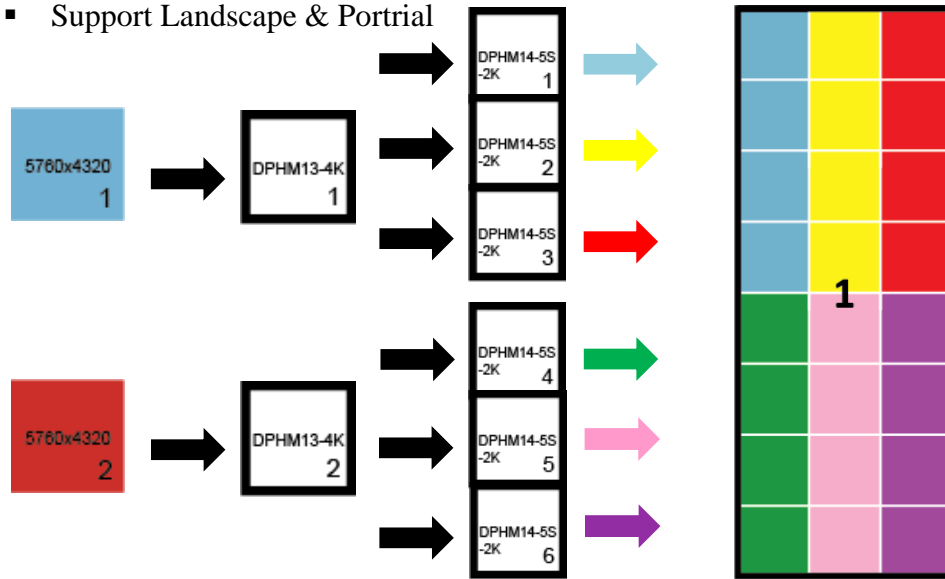 ▪ Support Landscape & Portrial
5760x4320
1
DPHM13-4K
1
DPHM14-5S
-2K
1
DPHM14-5S
-2K
2
DPHM14-5S
-2K
3
5760x4320
2
DPHM13-4K
2
DPHM14-5S
-2K
4
DPHM14-5S
-2K
5
DPHM14-5S
-2K
6
1